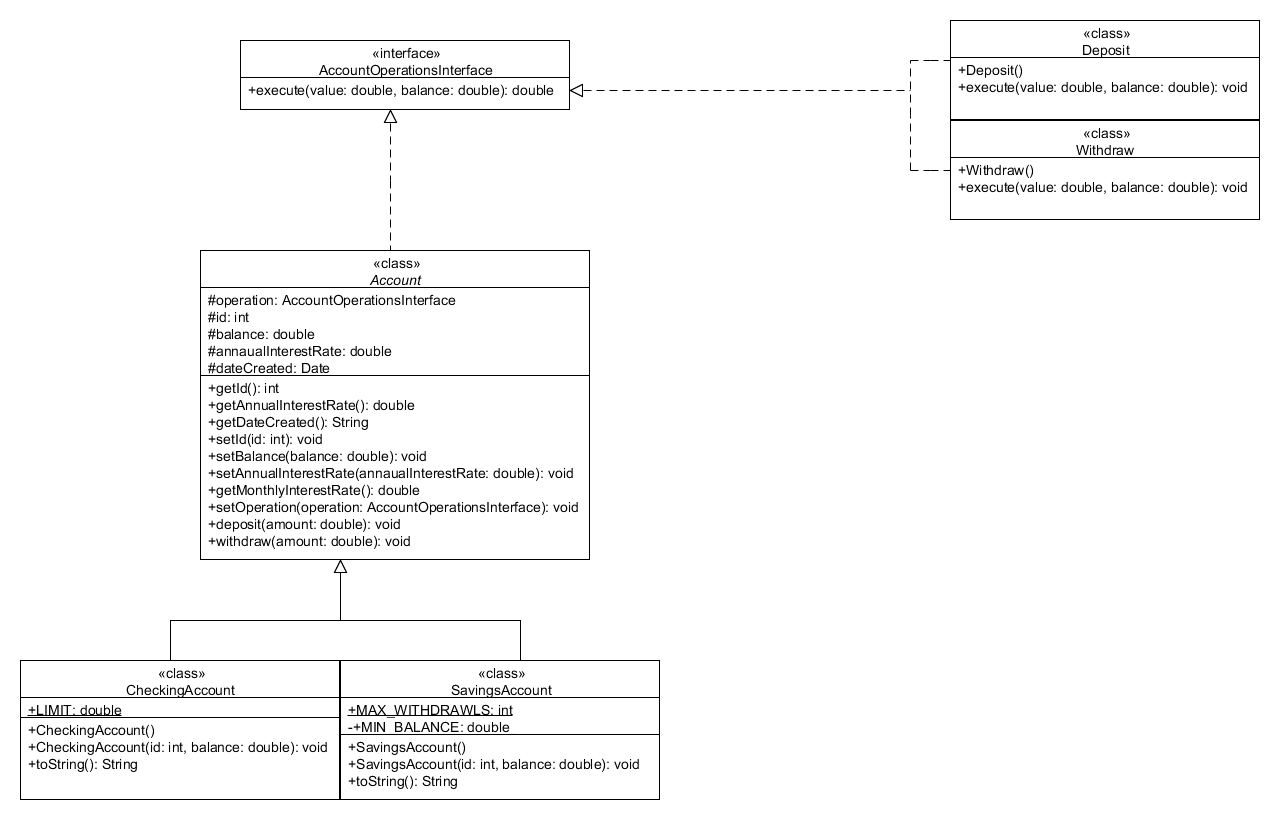 «interface»
AccountOperationsInterface
+execute(value: double, balance: double): double
«class»
Deposit
+Deposit()
+execute(value: double, balance: double): void
«class»
Withdraw
+Withdraw()
+execute(value: double, balance: double): void
«class»
Account
#operation: AccountOperationsInterface
#id: int
#balance: double
#annaualInterestRate: double
#dateCreated: Date
+getId(): int
+getAnnualInterestRate(): double
+getDateCreated(): String
+setId(id: int): void
+setBalance(balance: double): void
+setAnnualInterestRate(annaualInterestRate: double): void
+getMonthlyInterestRate(): double
+setOperation(operation: AccountOperationsInterface): void
+deposit(amount: double): void
+withdraw(amount: double): void
«class»
CheckingAccount
+LIMIT: double
+CheckingAccount()
+CheckingAccount(id: int, balance: double): void
+toString(): String
«class»
SavingsAccount
+MAX_WITHDRAWLS: int
-+MIN_BALANCE: double
+SavingsAccount()
+SavingsAccount(id: int, balance: double): void
+toString(): String